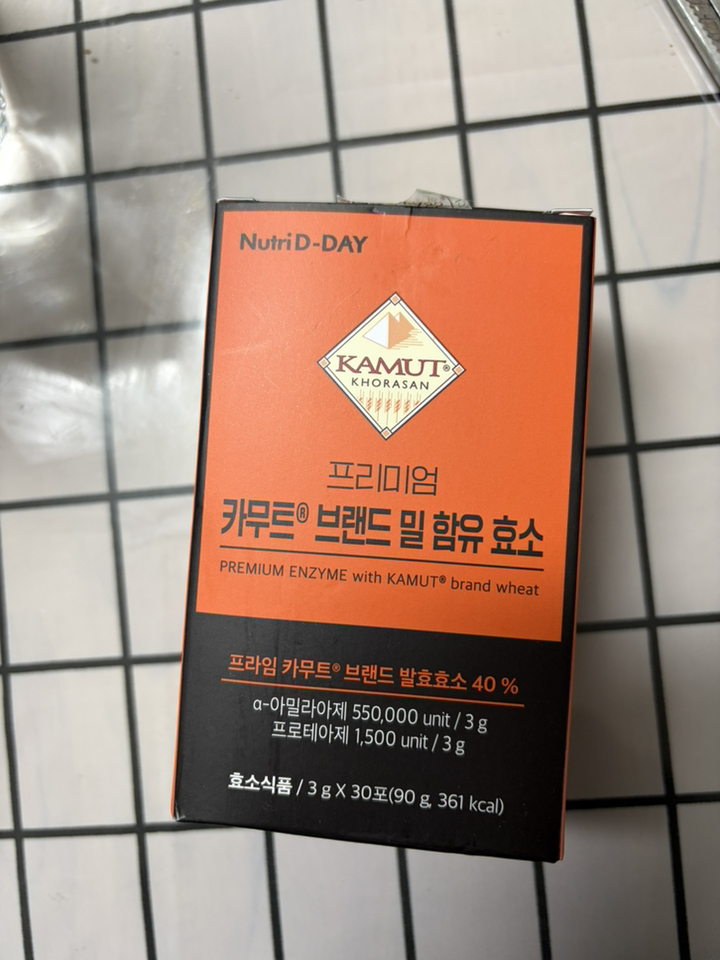 Nutri D-DAY
KAMUT®
KHORASAN
프리미엄
카무트® 브랜드 밀 함유 효소
PREMIUM ENZYME with KAMUT® brand wheat
프라임 카무트® 브랜드 발효효소 40 %
α-아밀라아제 550,000 unit / 3 g
프로테아제 1,500 unit / 3 g
효소식품 / 3 g X 30포(90 g, 361 kcal)